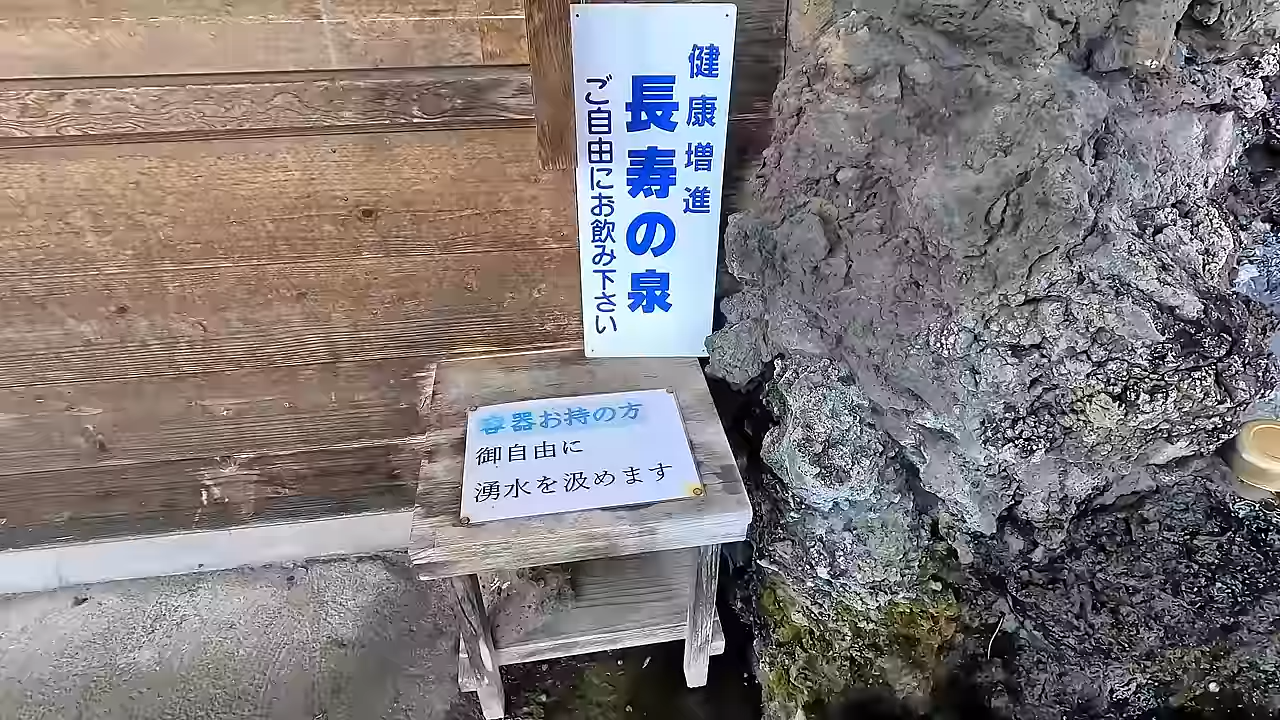 健康増進
長寿の泉
ご自由にお飲み下さい
容器お持の方
御自由に
湧水を汲めます